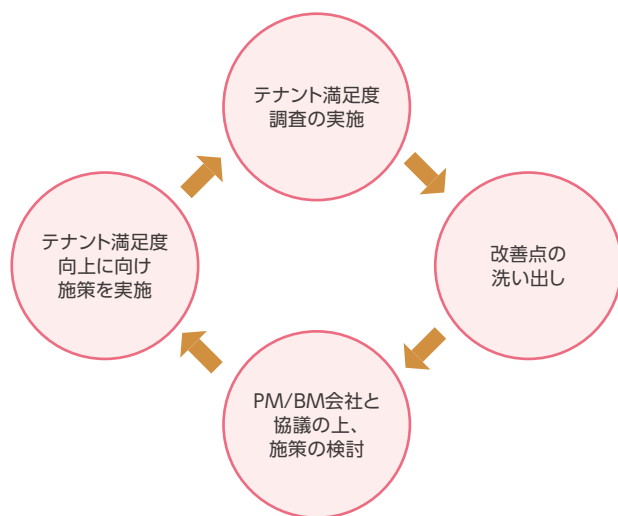 テナント満足度
調査の実施
改善点の
洗い出し
PM/BM会社と
協議の上、
施策の検討
テナント満足度
向上に向け
施策を実施